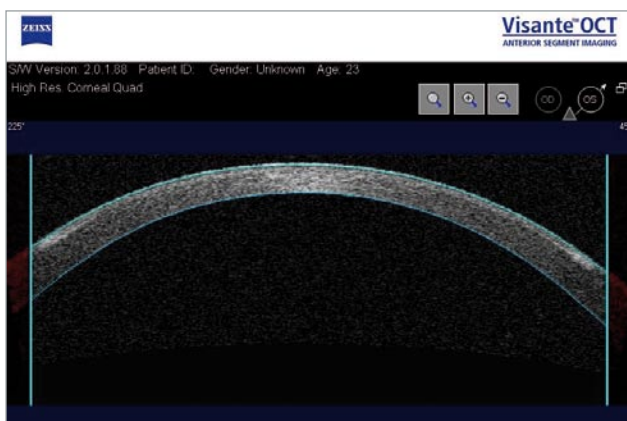 ZEISS
Visante™OCT
ANTERIOR SEGMENT IMAGING
S/W Version: 2.0.1.88 Patient ID: Gender: Unknown Age: 23
High Res. Corneal Quad
OD OS
225° 45